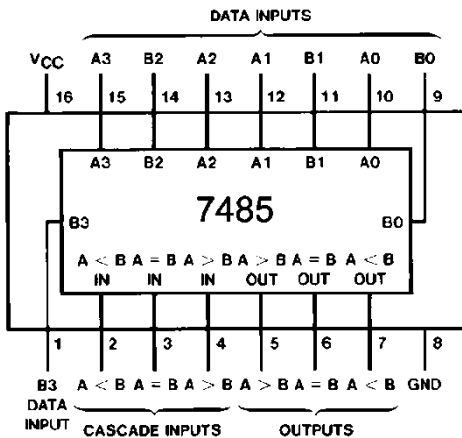 DATA INPUTS
VCC A3 B2 A2 A1 B1 A0 B0
16 15 14 13 12 11 10 9
A3 B2 A2 A1 B1 A0
7485
B3 B0
A < B A = B A > B A > B A = B A < B
IN IN IN OUT OUT OUT
1 2 3 4 5 6 7 8
B3 A < B A = B A > B A > B A = B A < B GND
DATA
INPUT CASCADE INPUTS OUTPUTS